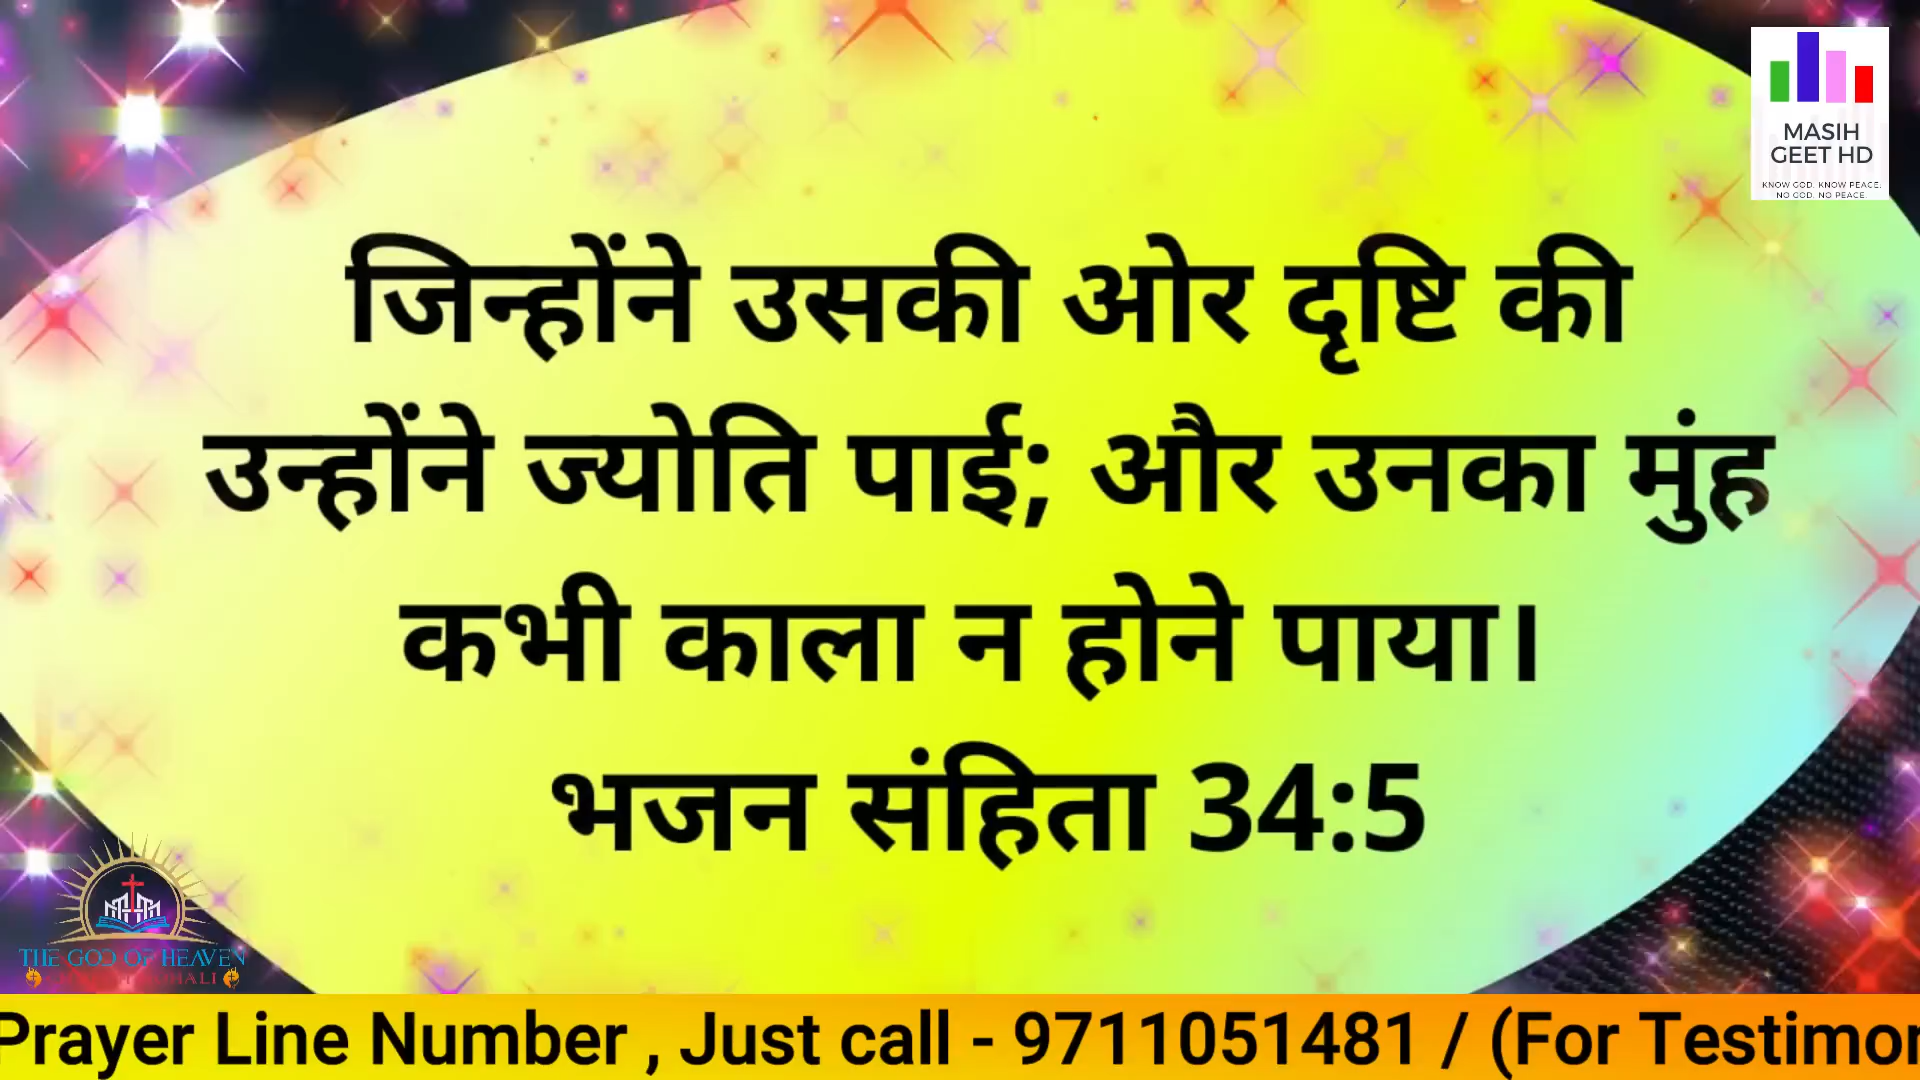 MASIH
GEET HD
KNOW GOD. KNOW PEACE.
NO GOD. NO PEACE.
जिन्होंने उसकी ओर दृष्टि की
उन्होंने ज्योति पाई; और उनका मुंह
कभी काला न होने पाया।
भजन संहिता 34:5
THE GOD OF HEAVEN
Prayer Line Number , Just call - 9711051481 / (For Testimon